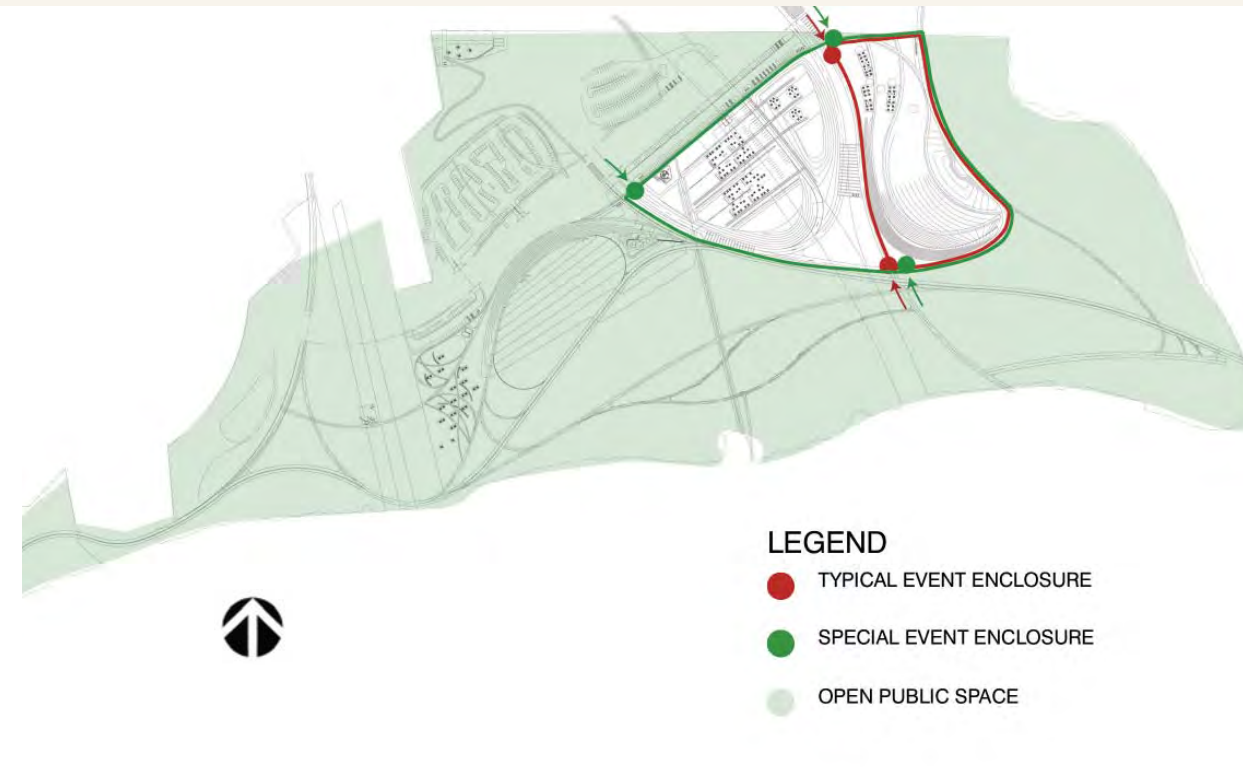 LEGEND
TYPICAL EVENT ENCLOSURE
SPECIAL EVENT ENCLOSURE
OPEN PUBLIC SPACE